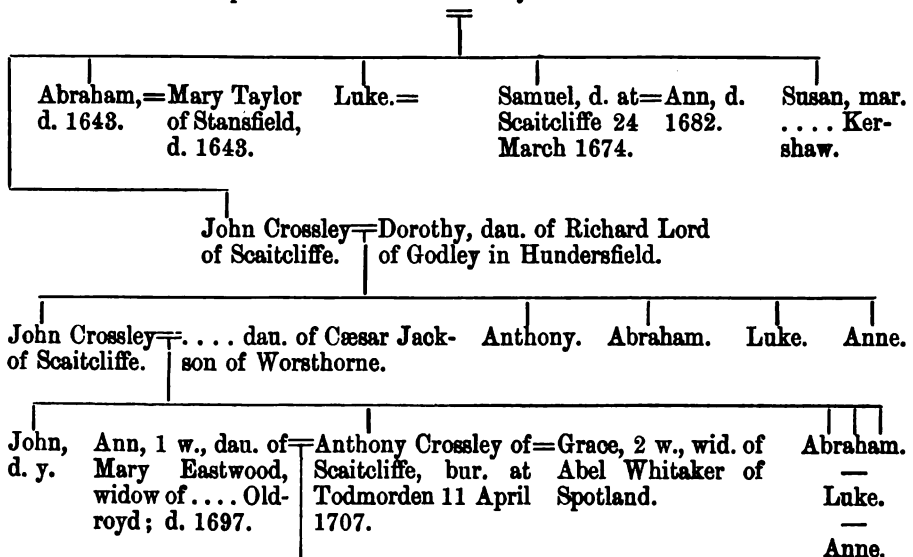 Abraham,=Mary Taylor
d. 1643. of Stansfield,
d. 1643.
Luke.=
Samuel, d. at=Ann, d.
Scaitcliffe 24 1682.
March 1674.
Susan, mar.
. . . . Ker-
shaw.
John Crossley=Dorothy, dau. of Richard Lord
of Scaitcliffe. of Godley in Hundersfield.
John Crossley=. . . . dau. of Cæsar Jack-
of Scaitcliffe. son of Worsthorne.
Anthony. Abraham. Luke. Anne.
John,
d. y.
Ann, 1 w., dau. of=
Mary Eastwood,
widow of . . . . Old-
royd; d. 1697.
Anthony Crossley of=
Scaitcliffe, bur. at
Todmorden 11 April
1707.
Grace, 2 w., wid. of
Abel Whitaker of
Spotland.
Abraham.
—
Luke.
—
Anne.